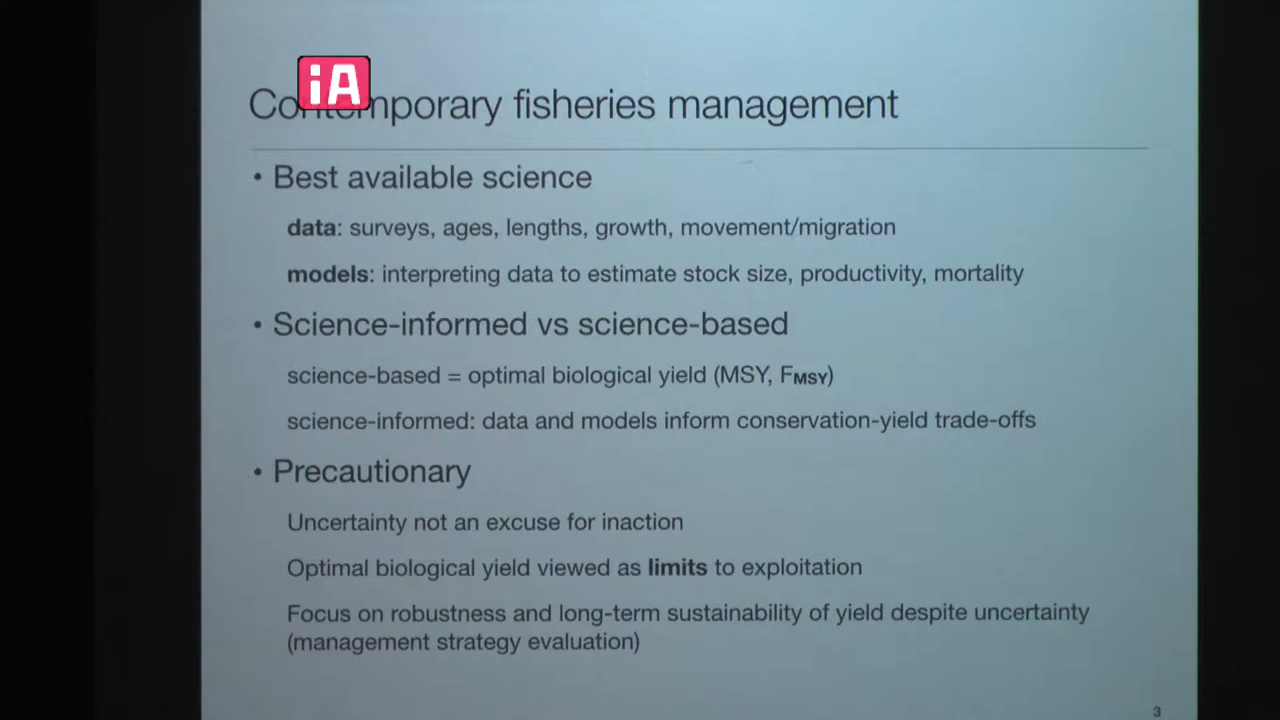 iA
Contemporary fisheries management
• Best available science
data: surveys, ages, lengths, growth, movement/migration
models: interpreting data to estimate stock size, productivity, mortality
• Science-informed vs science-based
science-based = optimal biological yield (MSY, FMSY)
science-informed: data and models inform conservation-yield trade-offs
• Precautionary
Uncertainty not an excuse for inaction
Optimal biological yield viewed as limits to exploitation
Focus on robustness and long-term sustainability of yield despite uncertainty
(management strategy evaluation)
3